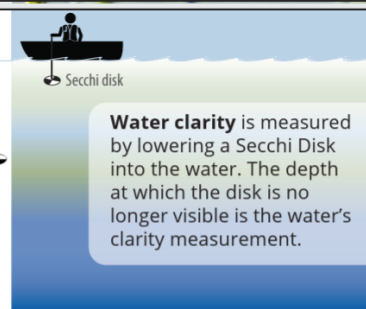 Secchi disk
Water clarity is measured
by lowering a Secchi Disk
into the water. The depth
at which the disk is no
longer visible is the water’s
clarity measurement.